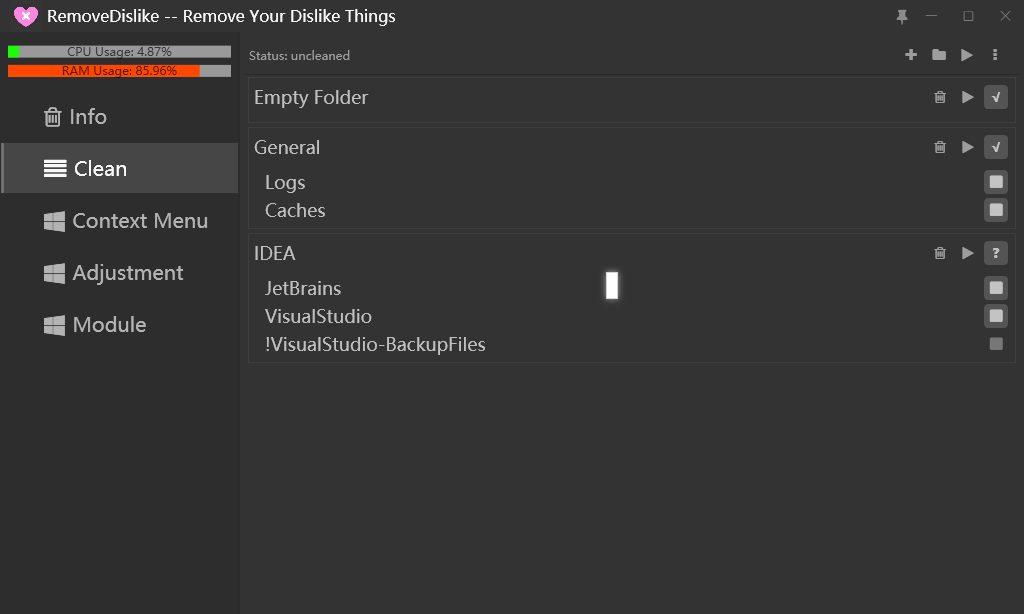 RemoveDislike -- Remove Your Dislike Things
CPU Usage: 4.87%
RAM Usage: 85.96%
Info
Clean
Context Menu
Adjustment
Module
Status: uncleaned
Empty Folder
√
General
√
Logs
Caches
IDEA
?
JetBrains
VisualStudio
!VisualStudio-BackupFiles